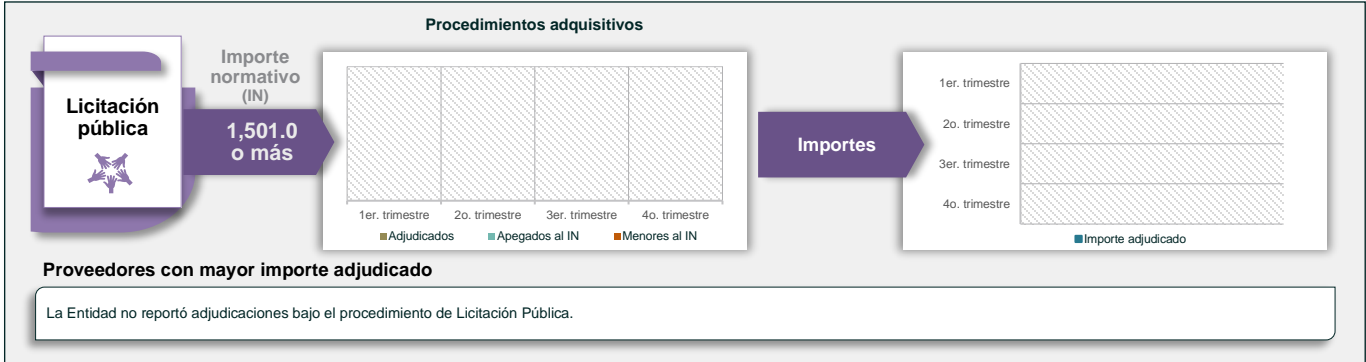 Procedimientos adquisitivos
Licitación
pública
Importe
normativo
(IN)
1,501.0
o más
1er. trimestre 2o. trimestre 3er. trimestre 4o. trimestre
Adjudicados Apegados al IN Menores al IN
Importes
1er. trimestre
2o. trimestre
3er. trimestre
4o. trimestre
Importe adjudicado
Proveedores con mayor importe adjudicado
La Entidad no reportó adjudicaciones bajo el procedimiento de Licitación Pública.